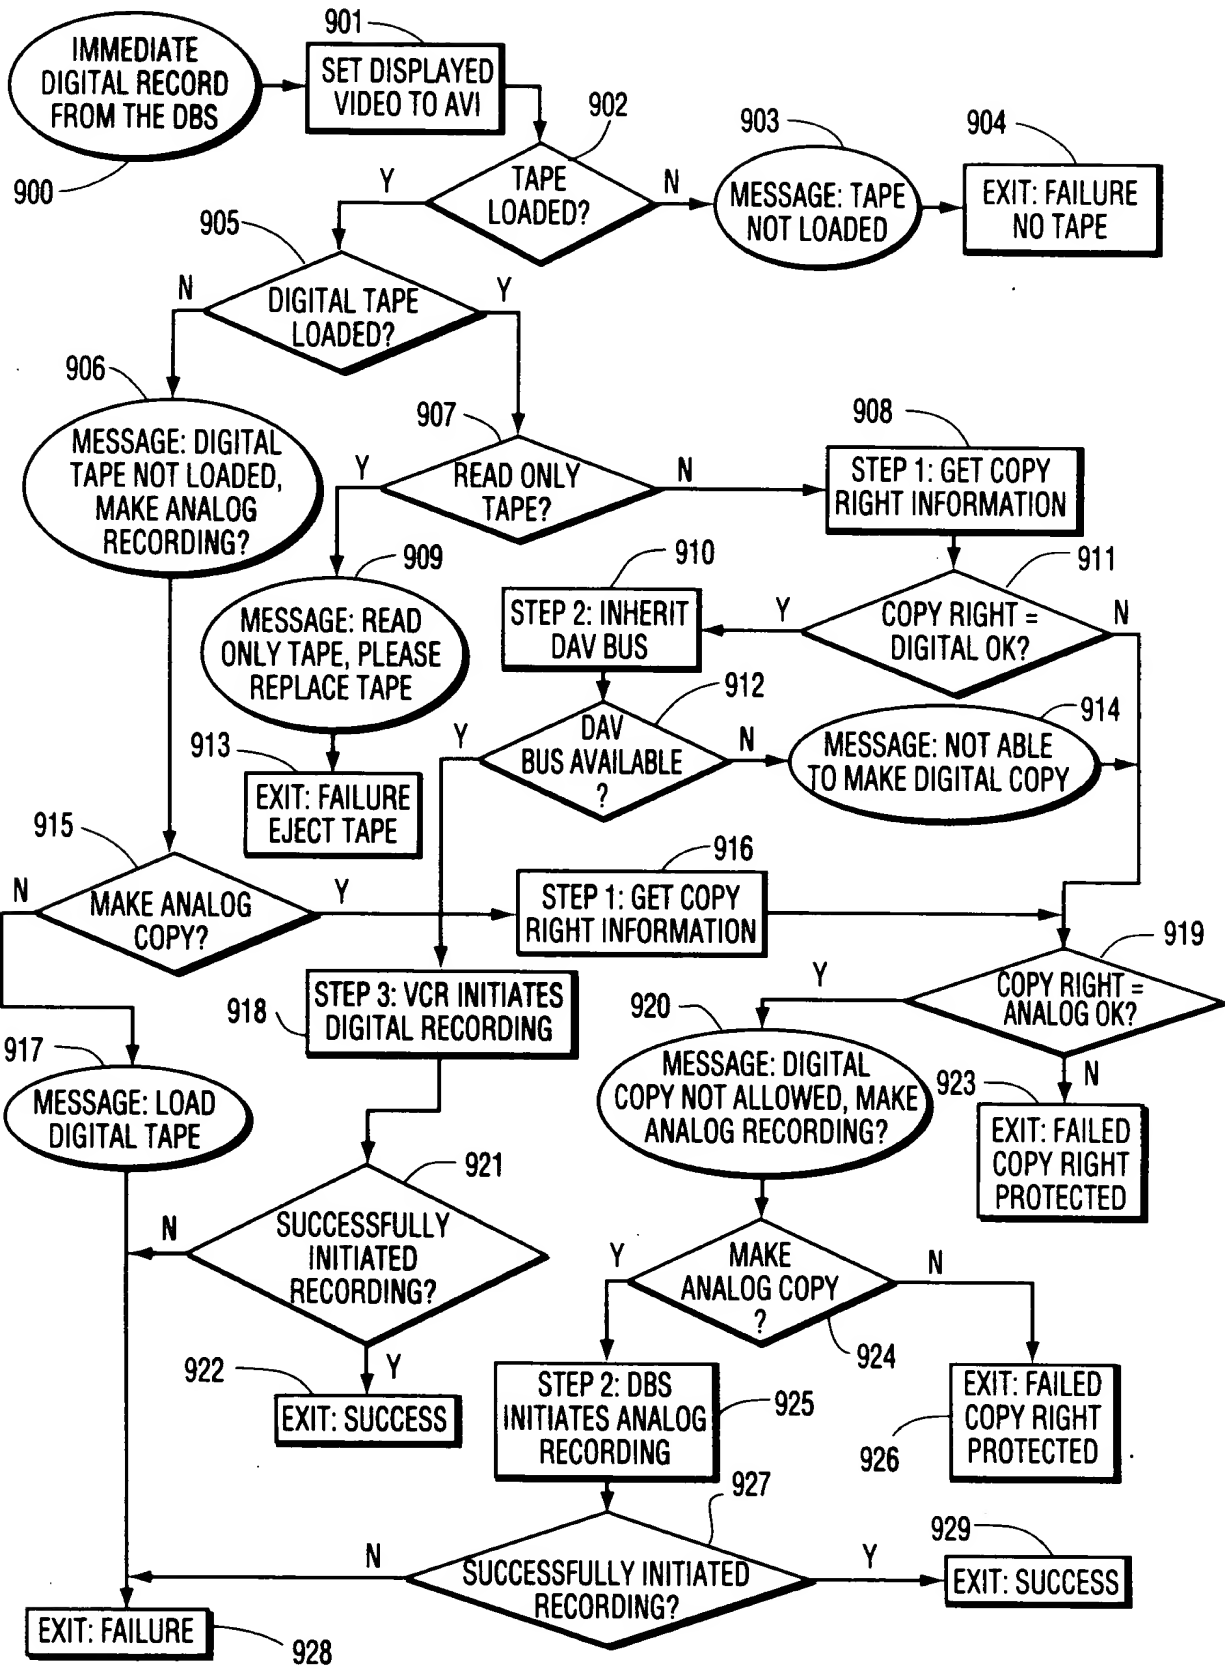 IMMEDIATE
DIGITAL RECORD
FROM THE DBS
900
901
SET DISPLAYED
VIDEO TO AVI
902
TAPE
LOADED?
Y
N
903
MESSAGE: TAPE
NOT LOADED
904
EXIT: FAILURE
NO TAPE
905
DIGITAL TAPE
LOADED?
N
Y
906
MESSAGE: DIGITAL
TAPE NOT LOADED,
MAKE ANALOG
RECORDING?
907
READ ONLY
TAPE?
Y
N
908
STEP 1: GET COPY
RIGHT INFORMATION
909
MESSAGE: READ
ONLY TAPE, PLEASE
REPLACE TAPE
910
STEP 2: INHERIT
DAV BUS
911
COPY RIGHT =
DIGITAL OK?
Y
N
912
DAV
BUS AVAILABLE
?
Y
N
913
EXIT: FAILURE
EJECT TAPE
914
MESSAGE: NOT ABLE
TO MAKE DIGITAL COPY
915
MAKE ANALOG
COPY?
N
Y
916
STEP 1: GET COPY
RIGHT INFORMATION
917
MESSAGE: LOAD
DIGITAL TAPE
918
STEP 3: VCR INITIATES
DIGITAL RECORDING
919
COPY RIGHT =
ANALOG OK?
Y
N
920
MESSAGE: DIGITAL
COPY NOT ALLOWED, MAKE
ANALOG RECORDING?
923
EXIT: FAILED
COPY RIGHT
PROTECTED
921
SUCCESSFULLY
INITIATED
RECORDING?
N
Y
922
EXIT: SUCCESS
MAKE
ANALOG COPY
?
Y
N
924
STEP 2: DBS
INITIATES ANALOG
RECORDING
925
EXIT: FAILED
COPY RIGHT
PROTECTED
926
927
SUCCESSFULLY INITIATED
RECORDING?
N
Y
929
EXIT: SUCCESS
EXIT: FAILURE
928